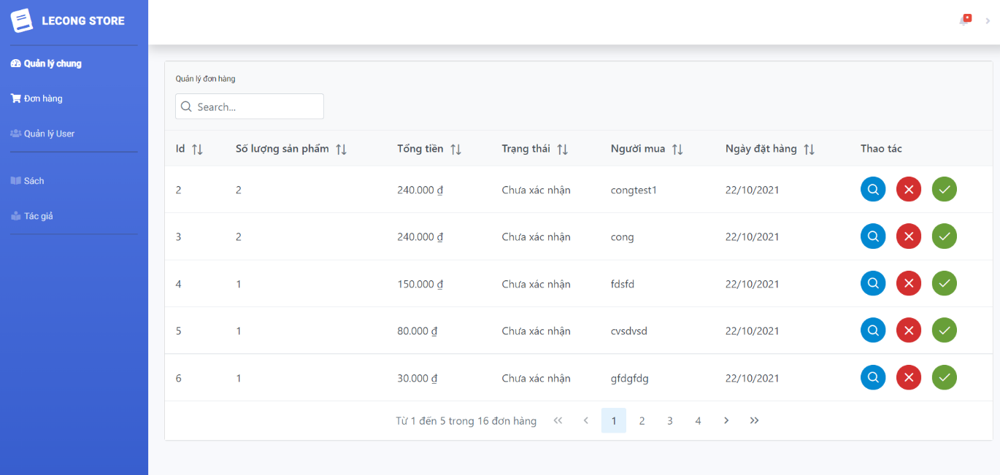 LECONG STORE
Quản lý chung
Đơn hàng
Quản lý User
Sách
Tác giả
Quản lý đơn hàng
Search...
Id Số lượng sản phẩm Tổng tiền Trạng thái Người mua Ngày đặt hàng Thao tác
2 2 240.000 ₫ Chưa xác nhận congtest1 22/10/2021
3 2 240.000 ₫ Chưa xác nhận cong 22/10/2021
4 1 150.000 ₫ Chưa xác nhận fdsfd 22/10/2021
5 1 80.000 ₫ Chưa xác nhận cvsdvsd 22/10/2021
6 1 30.000 ₫ Chưa xác nhận gfdgfdg 22/10/2021
Từ 1 đến 5 trong 16 đơn hàng 1 2 3 4